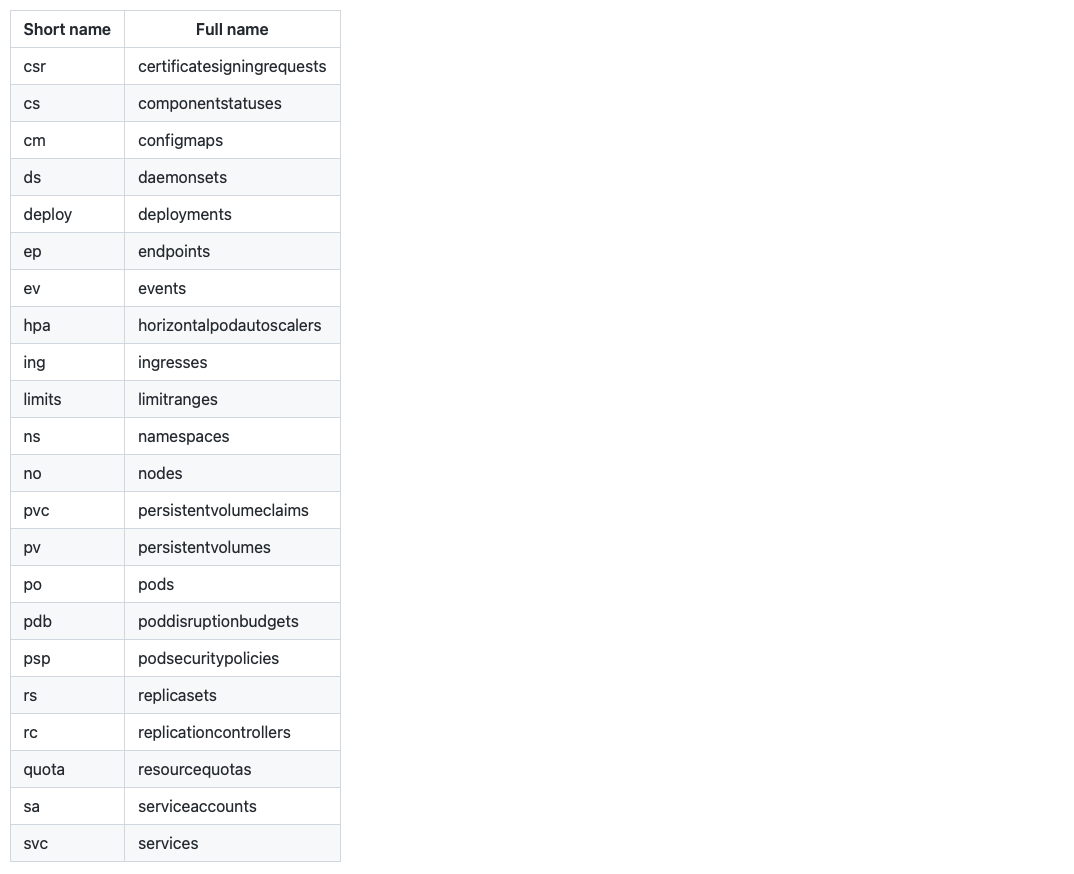 Short name Full name
csr certificatesigningrequests
cs componentstatuses
cm configmaps
ds daemonsets
deploy deployments
ep endpoints
ev events
hpa horizontalpodautoscalers
ing ingresses
limits limitranges
ns namespaces
no nodes
pvc persistentvolumeclaims
pv persistentvolumes
po pods
pdb poddisruptionbudgets
psp podsecuritypolicies
rs replicasets
rc replicationcontrollers
quota resourcequotas
sa serviceaccounts
svc services